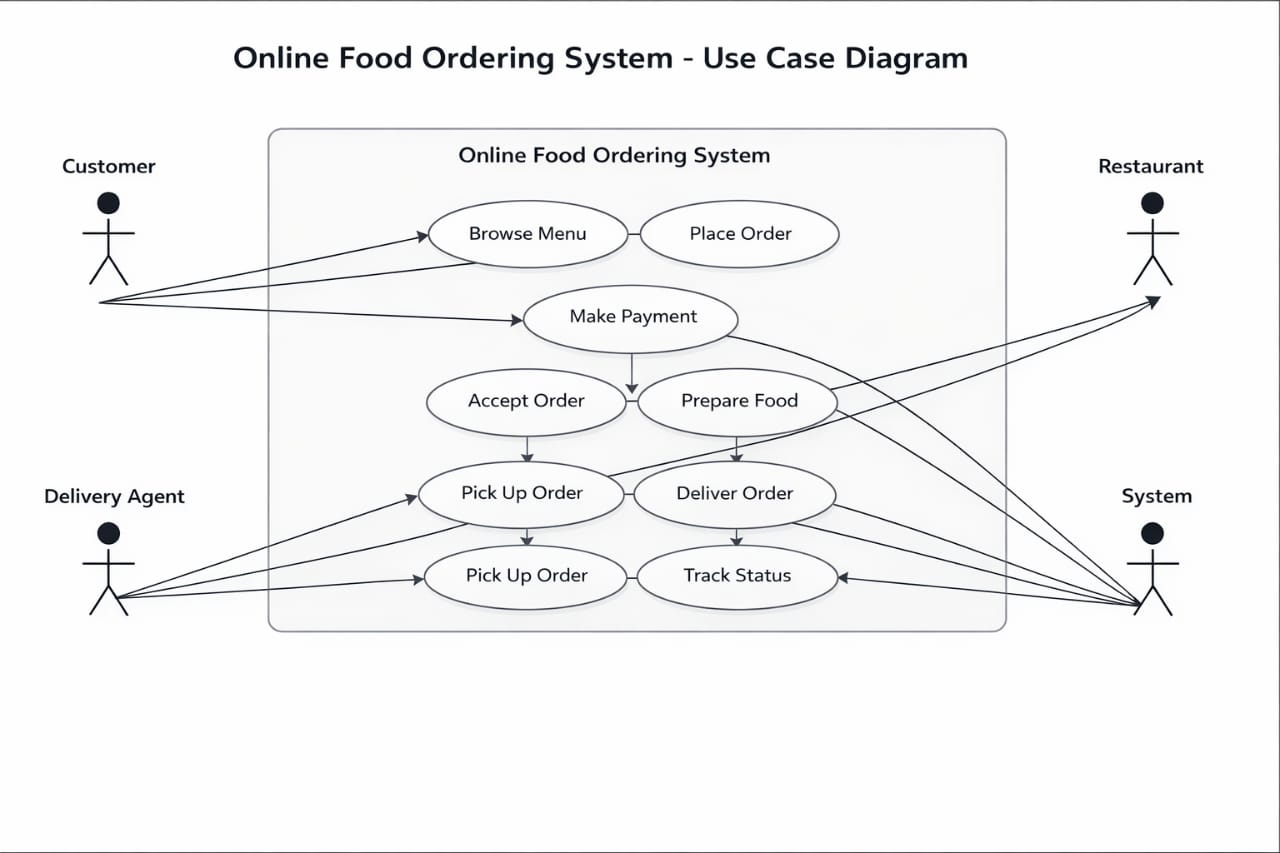 Online Food Ordering System - Use Case Diagram
Online Food Ordering System
Customer
Restaurant
Browse Menu
Place Order
Make Payment
Accept Order
Prepare Food
Delivery Agent
System
Pick Up Order
Deliver Order
Pick Up Order
Track Status